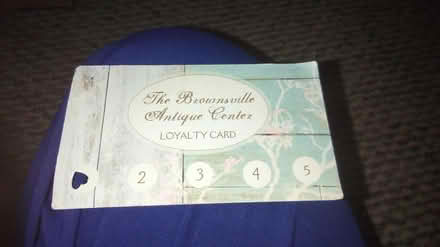 The Brownsville
Antique Center
LOYALTY CARD
2 3 4 5